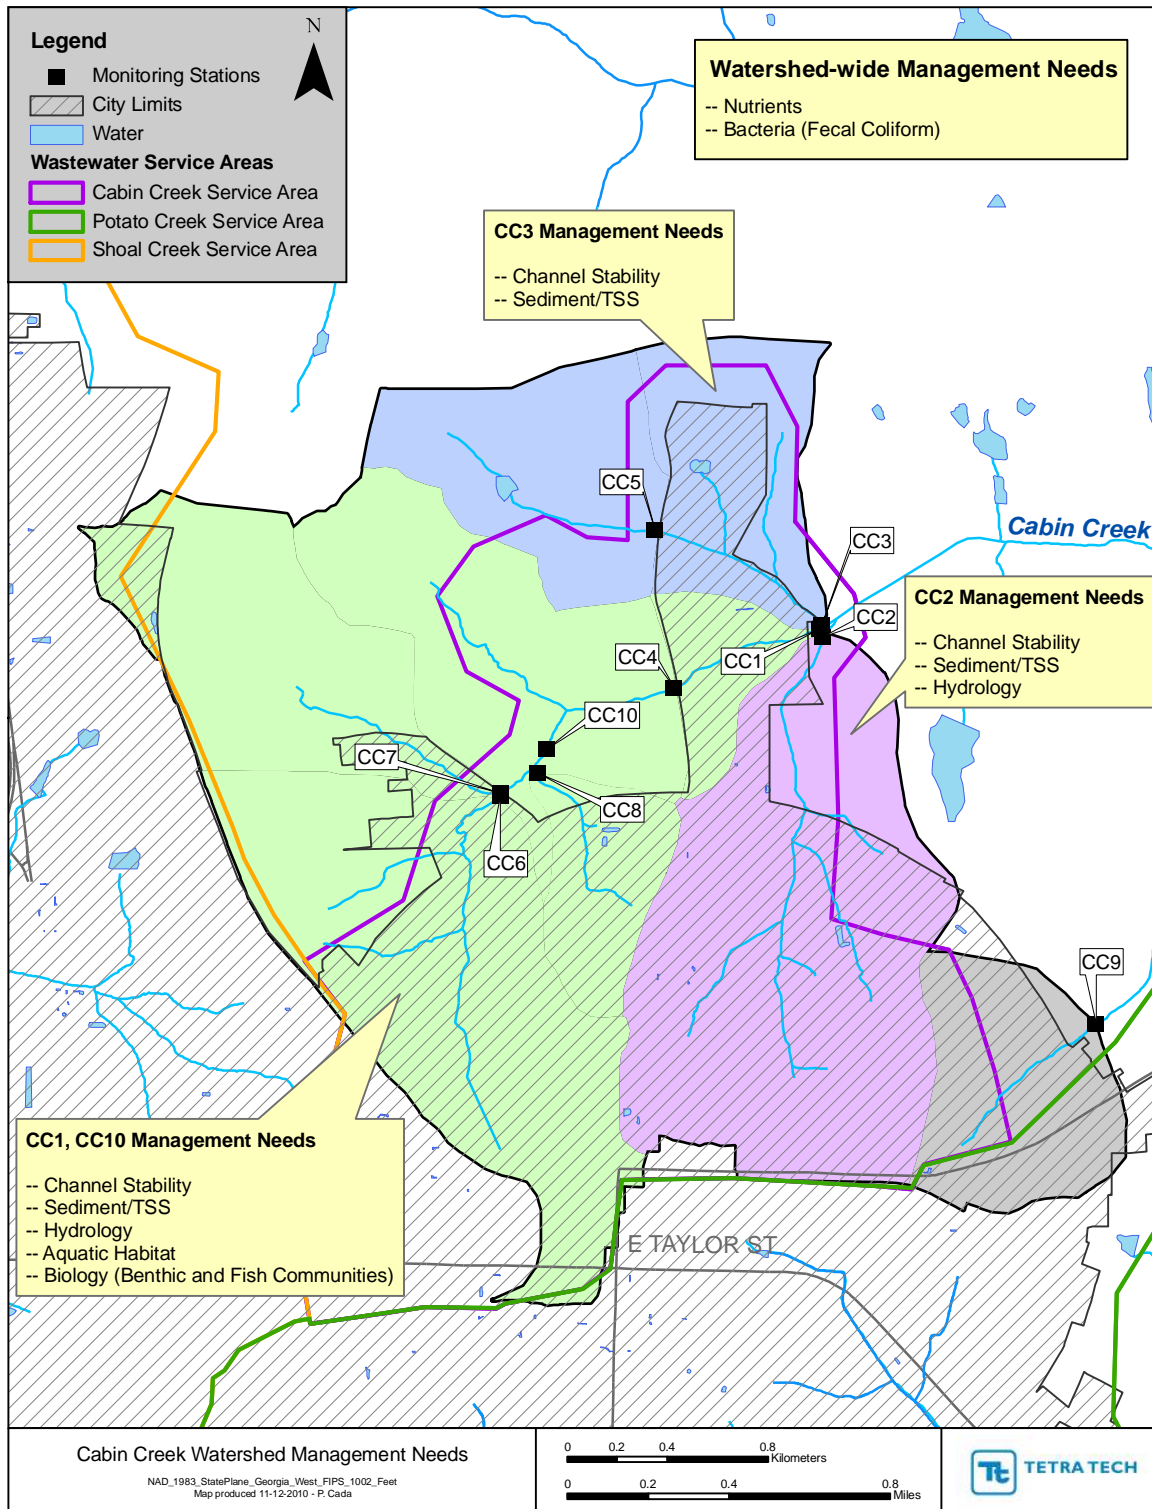 Legend
N
Monitoring Stations
City Limits
Water
Wastewater Service Areas
Cabin Creek Service Area
Potato Creek Service Area
Shoal Creek Service Area
Watershed-wide Management Needs
-- Nutrients
-- Bacteria (Fecal Coliform)
CC3 Management Needs
-- Channel Stability
-- Sediment/TSS
CC5
Cabin Creek
CC3
CC2
CC1
CC4
CC2 Management Needs
-- Channel Stability
-- Sediment/TSS
-- Hydrology
CC10
CC7
CC8
CC6
CC9
CC1, CC10 Management Needs
-- Channel Stability
-- Sediment/TSS
-- Hydrology
-- Aquatic Habitat
-- Biology (Benthic and Fish Communities)
E TAYLOR ST
Cabin Creek Watershed Management Needs
NAD_1983_StatePlane_Georgia_West_FIPS_1002_Feet
Map produced 11-12-2010 - P. Cada
0 0.2 0.4 0.8
Kilometers
0 0.2 0.4 0.8
Miles
Tt TETRA TECH